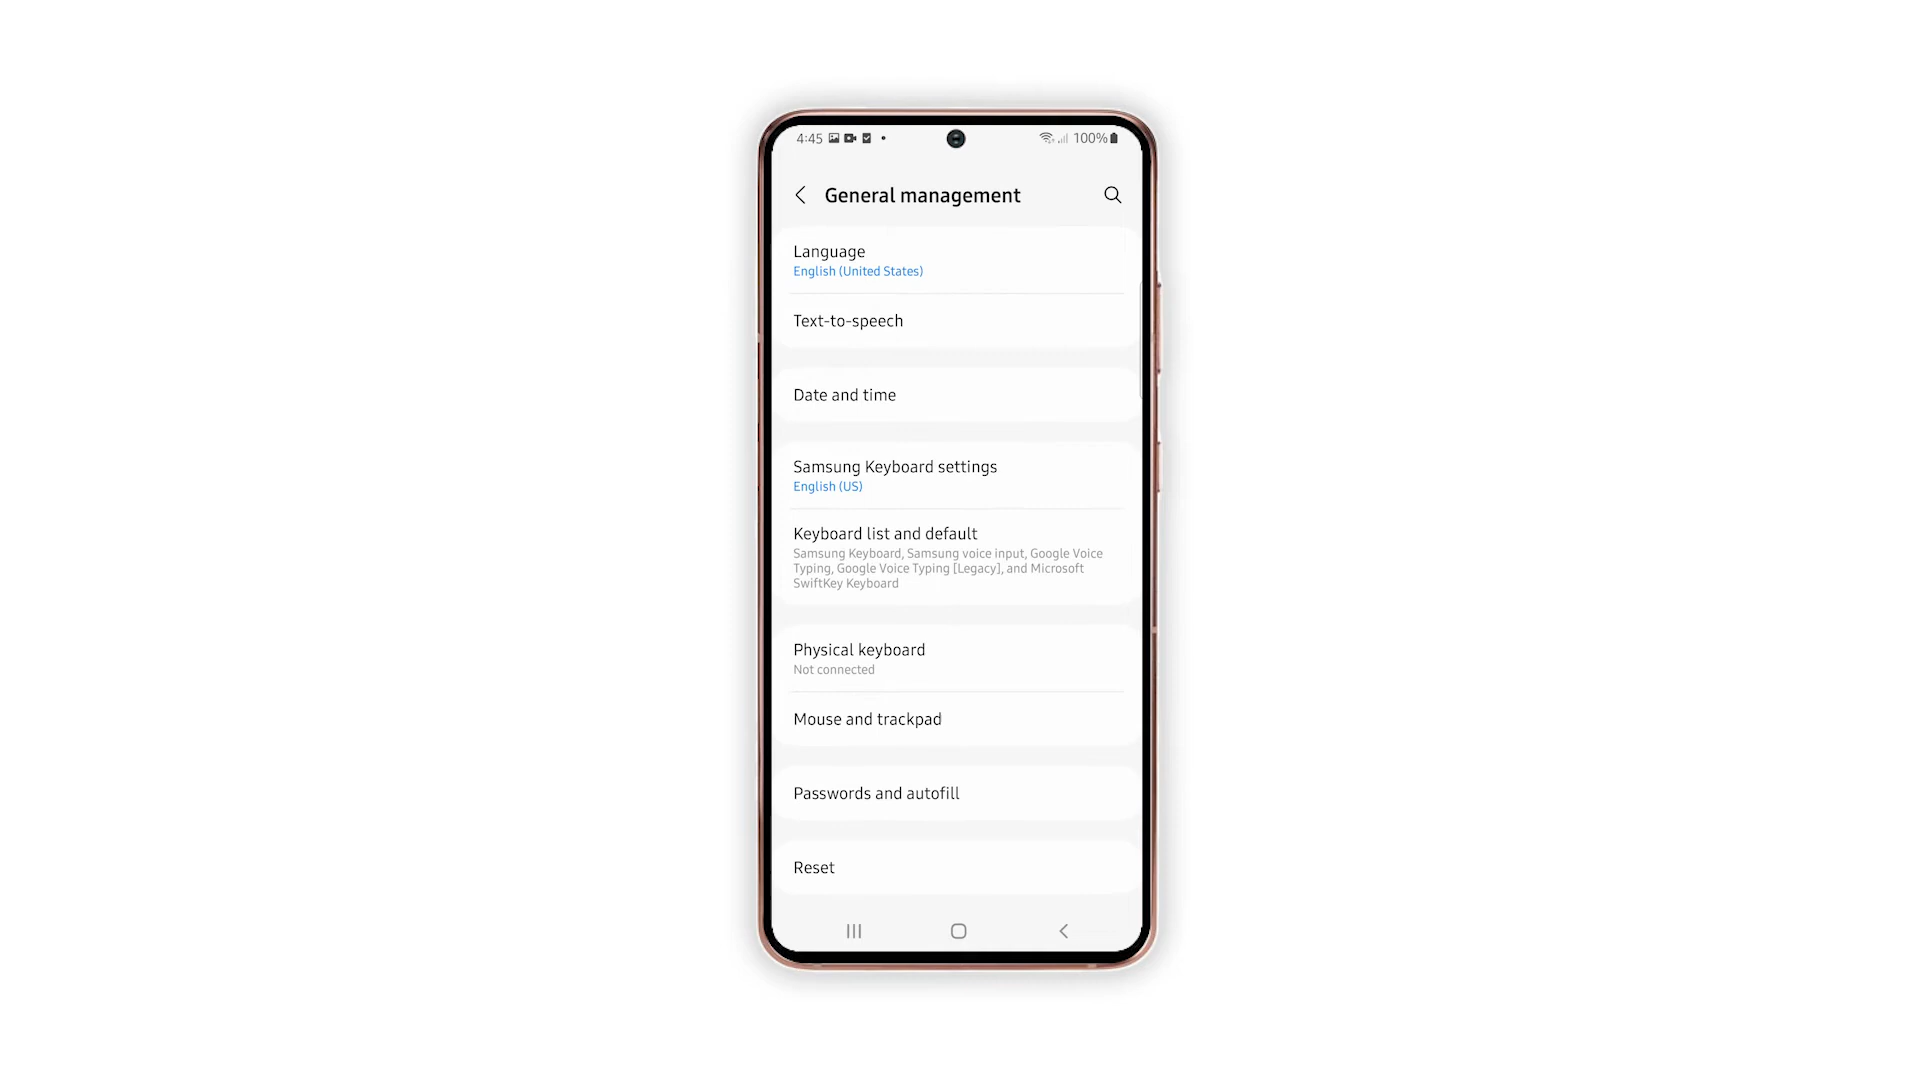 4:45 100%
General management
Language
English (United States)
Text-to-speech
Date and time
Samsung Keyboard settings
English (US)
Keyboard list and default
Samsung Keyboard, Samsung voice input, Google Voice
Typing, Google Voice Typing [Legacy], and Microsoft
SwiftKey Keyboard
Physical keyboard
Not connected
Mouse and trackpad
Passwords and autofill
Reset